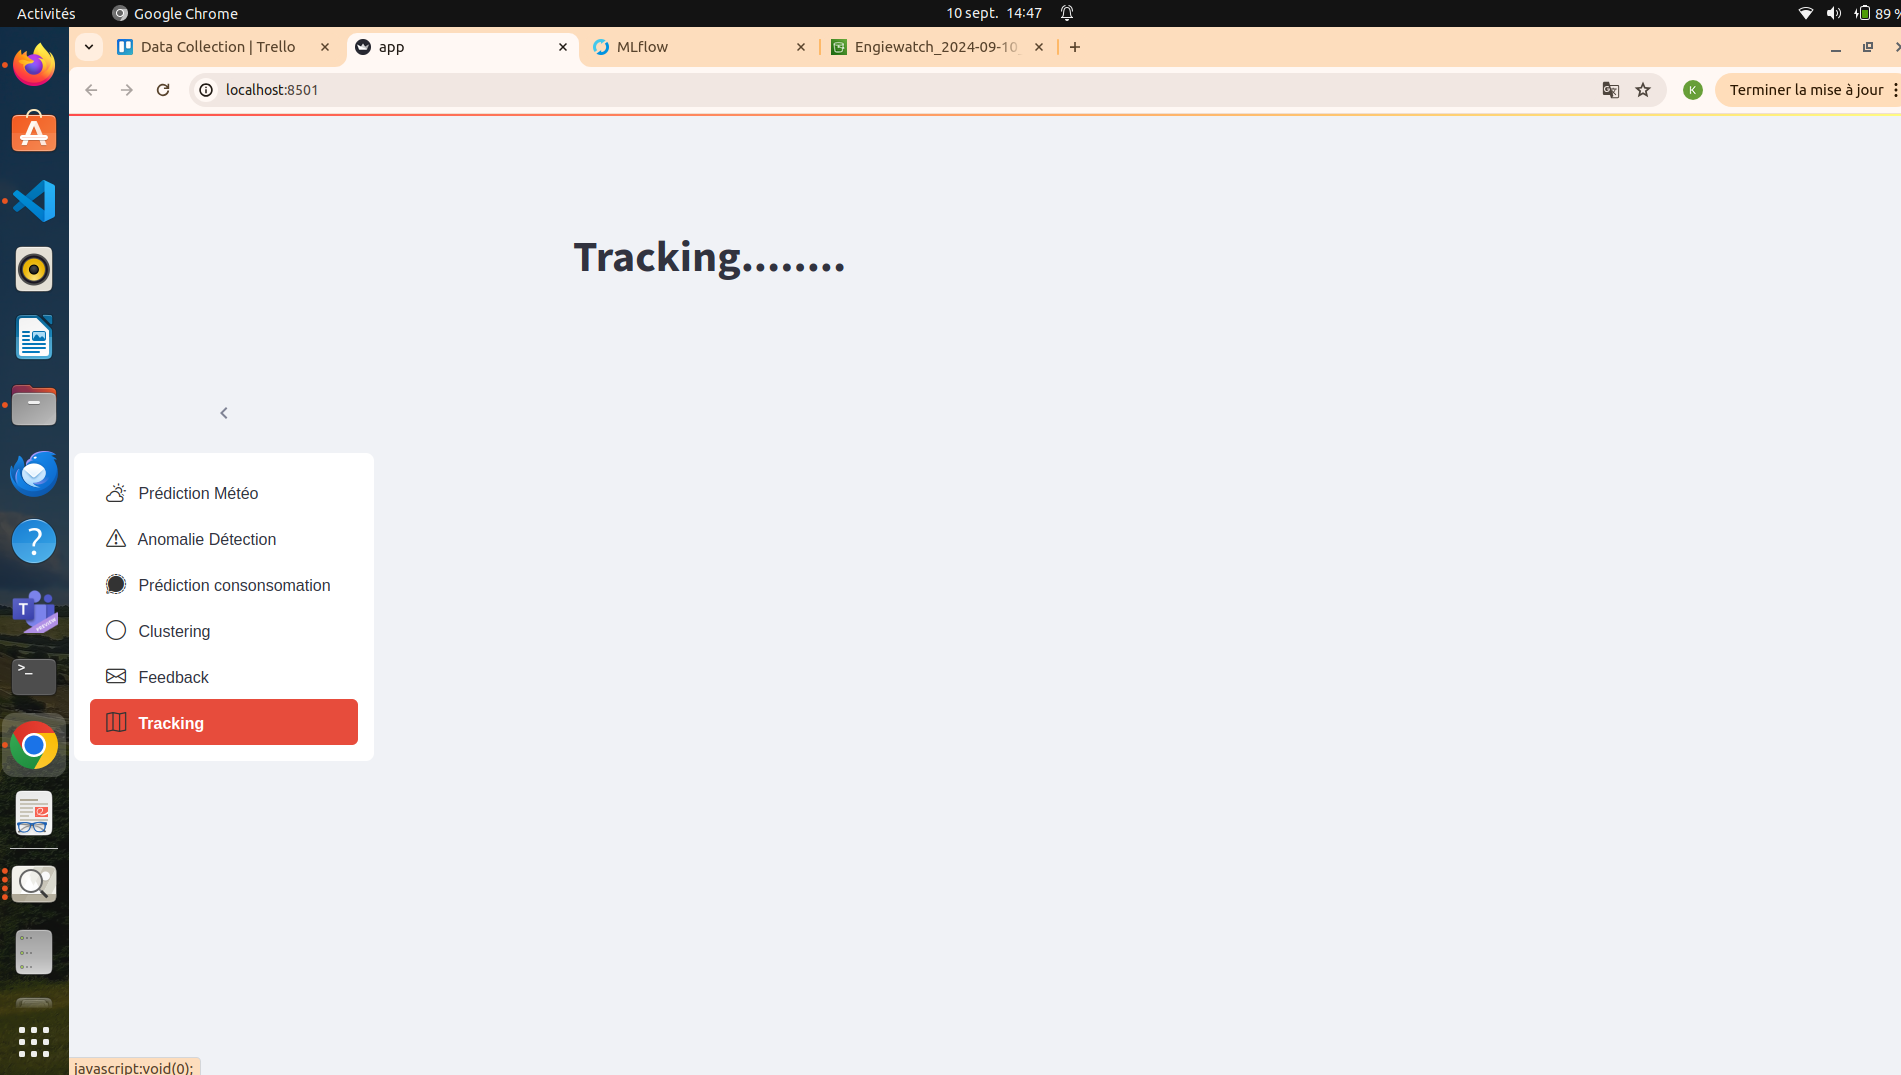 Activités Google Chrome 10 sept. 14:47 89 %
Data Collection | Trello app MLflow Engiewatch_2024-09-10
localhost:8501 K Terminer la mise à jour
Tracking........
Prédiction Météo
Anomalie Détection
Prédiction consonsomation
Clustering
Feedback
Tracking
javascript:void(0);